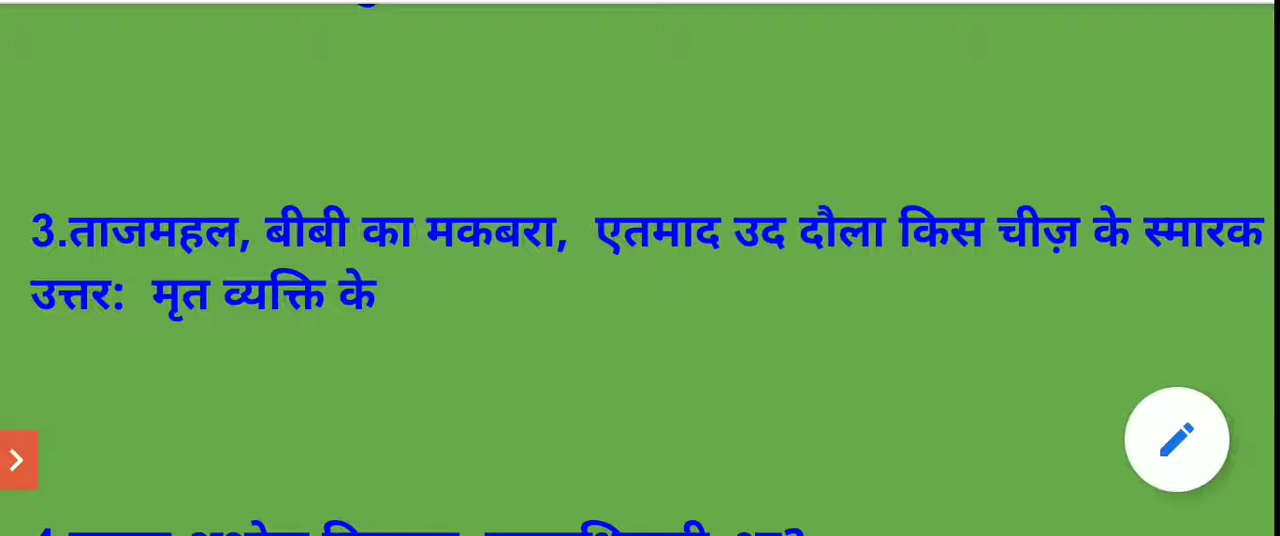 3.ताजमहल, बीबी का मकबरा, एतमाद उद दौला किस चीज़ के स्मारक
उत्तर: मृत व्यक्ति के